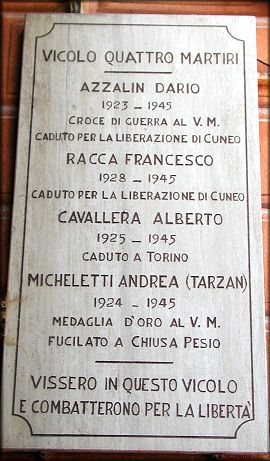 VICOLO QUATTRO MARTIRI
AZZALIN DARIO
1923 – 1945
CROCE DI GUERRA AL V. M.
CADUTO PER LA LIBERAZIONE DI CUNEO
RACCA FRANCESCO
1928 – 1945
CADUTO PER LA LIBERAZIONE DI CUNEO
CAVALLERA ALBERTO
1925 – 1945
CADUTO A TORINO
MICHELETTI ANDREA (TARZAN)
1924 - 1945
MEDAGLIA D'ORO AL V. M.
FUCILATO A CHIUSA PESIO
VISSERO IN QUESTO VICOLO
E COMBATTERONO PER LA LIBERTÀ